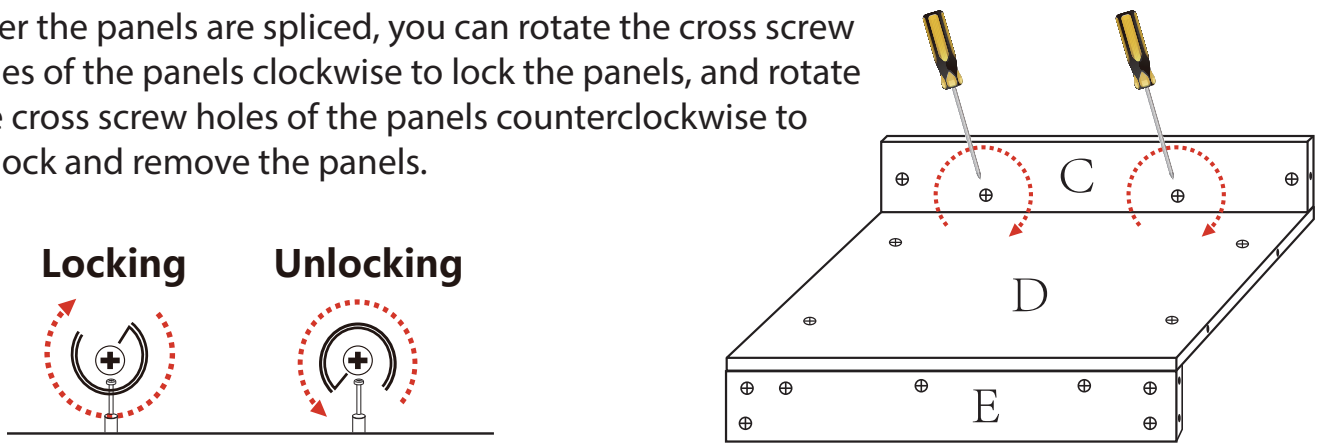 er the panels are spliced, you can rotate the cross screw
es of the panels clockwise to lock the panels, and rotate
e cross screw holes of the panels counterclockwise to
lock and remove the panels.
Locking
Unlocking
C
D
E